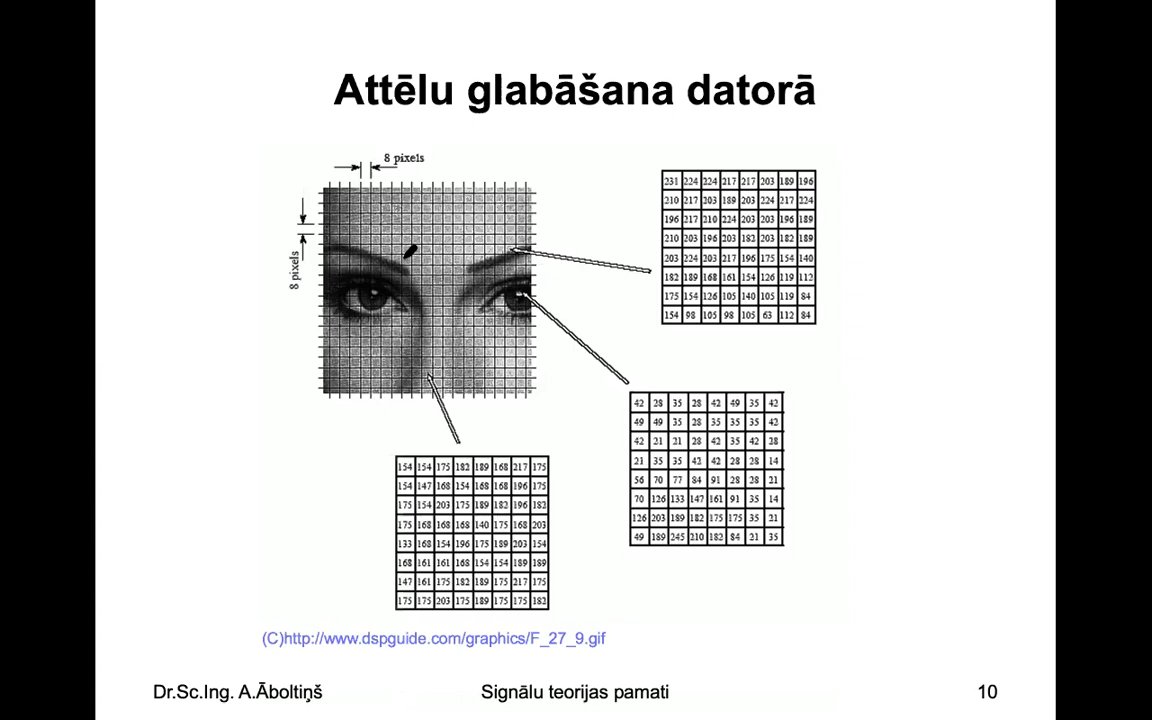 Attēlu glabāšana datorā
8 pixels
8 pixels
231 224 224 217 217 203 189 196
210 217 203 189 203 224 217 224
196 217 210 224 203 203 196 189
210 203 196 203 182 203 182 189
203 224 203 217 196 175 154 140
182 189 168 161 154 126 119 112
175 154 126 105 140 105 119 84
154 98 105 98 105 63 112 84
42 28 35 28 42 49 35 42
49 49 35 28 35 35 35 42
42 21 21 28 42 35 42 28
21 35 35 42 42 28 28 14
56 70 77 84 91 28 28 21
70 126 133 147 161 91 35 14
126 203 189 182 175 175 35 21
49 189 245 210 182 84 21 35
154 154 175 182 189 168 217 175
154 147 168 154 168 168 196 175
175 154 203 175 189 182 196 182
175 168 168 168 140 175 168 203
133 168 154 196 175 189 203 154
168 161 161 168 154 154 189 189
147 161 175 182 189 175 217 175
175 175 203 175 189 175 175 182
(C)http://www.dspguide.com/graphics/F_27_9.gif
Dr.Sc.Ing. A.Āboltiņš
Signālu teorijas pamati
10